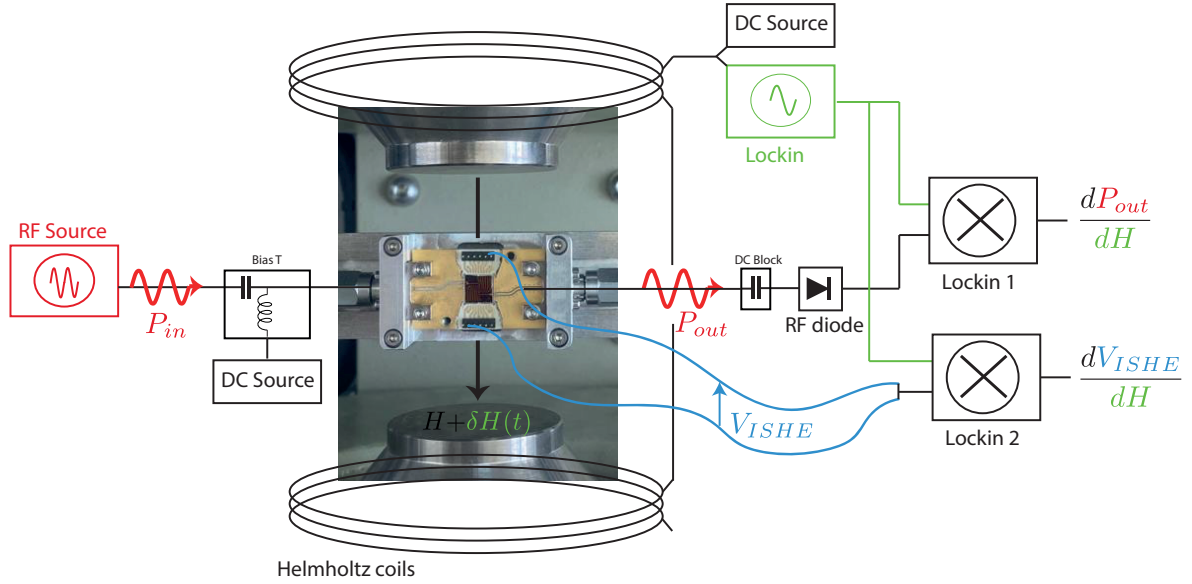 DC Source
Lockin
RF Source
P_in
Bias T
DC Source
P_out
DC Block
RF diode
Lockin 1
dP_out
dH
H+δH(t)
V_ISHE
Lockin 2
dV_ISHE
dH
Helmholtz coils